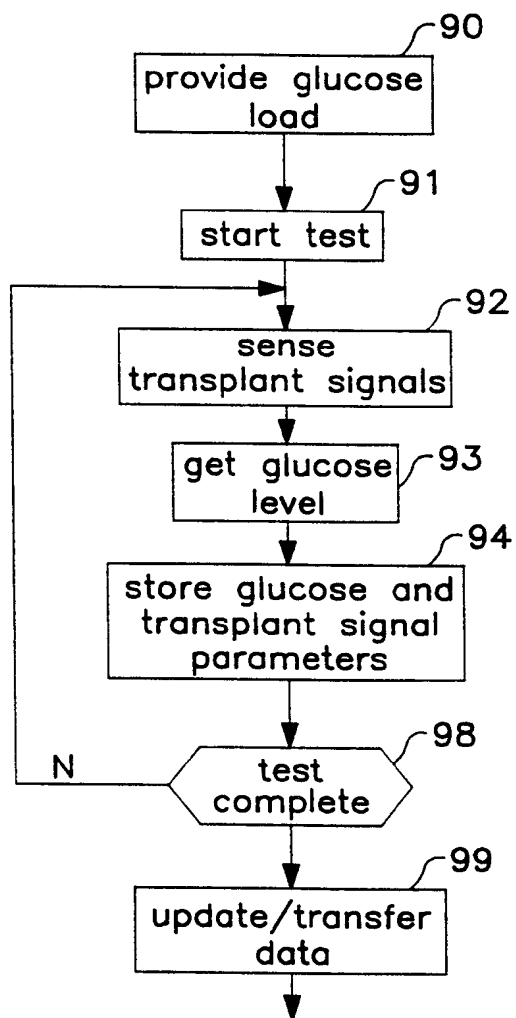 90
provide glucose
load
91
start test
92
sense
transplant signals
93
get glucose
level
94
store glucose and
transplant signal
parameters
98
N
test
complete
99
update/transfer
data